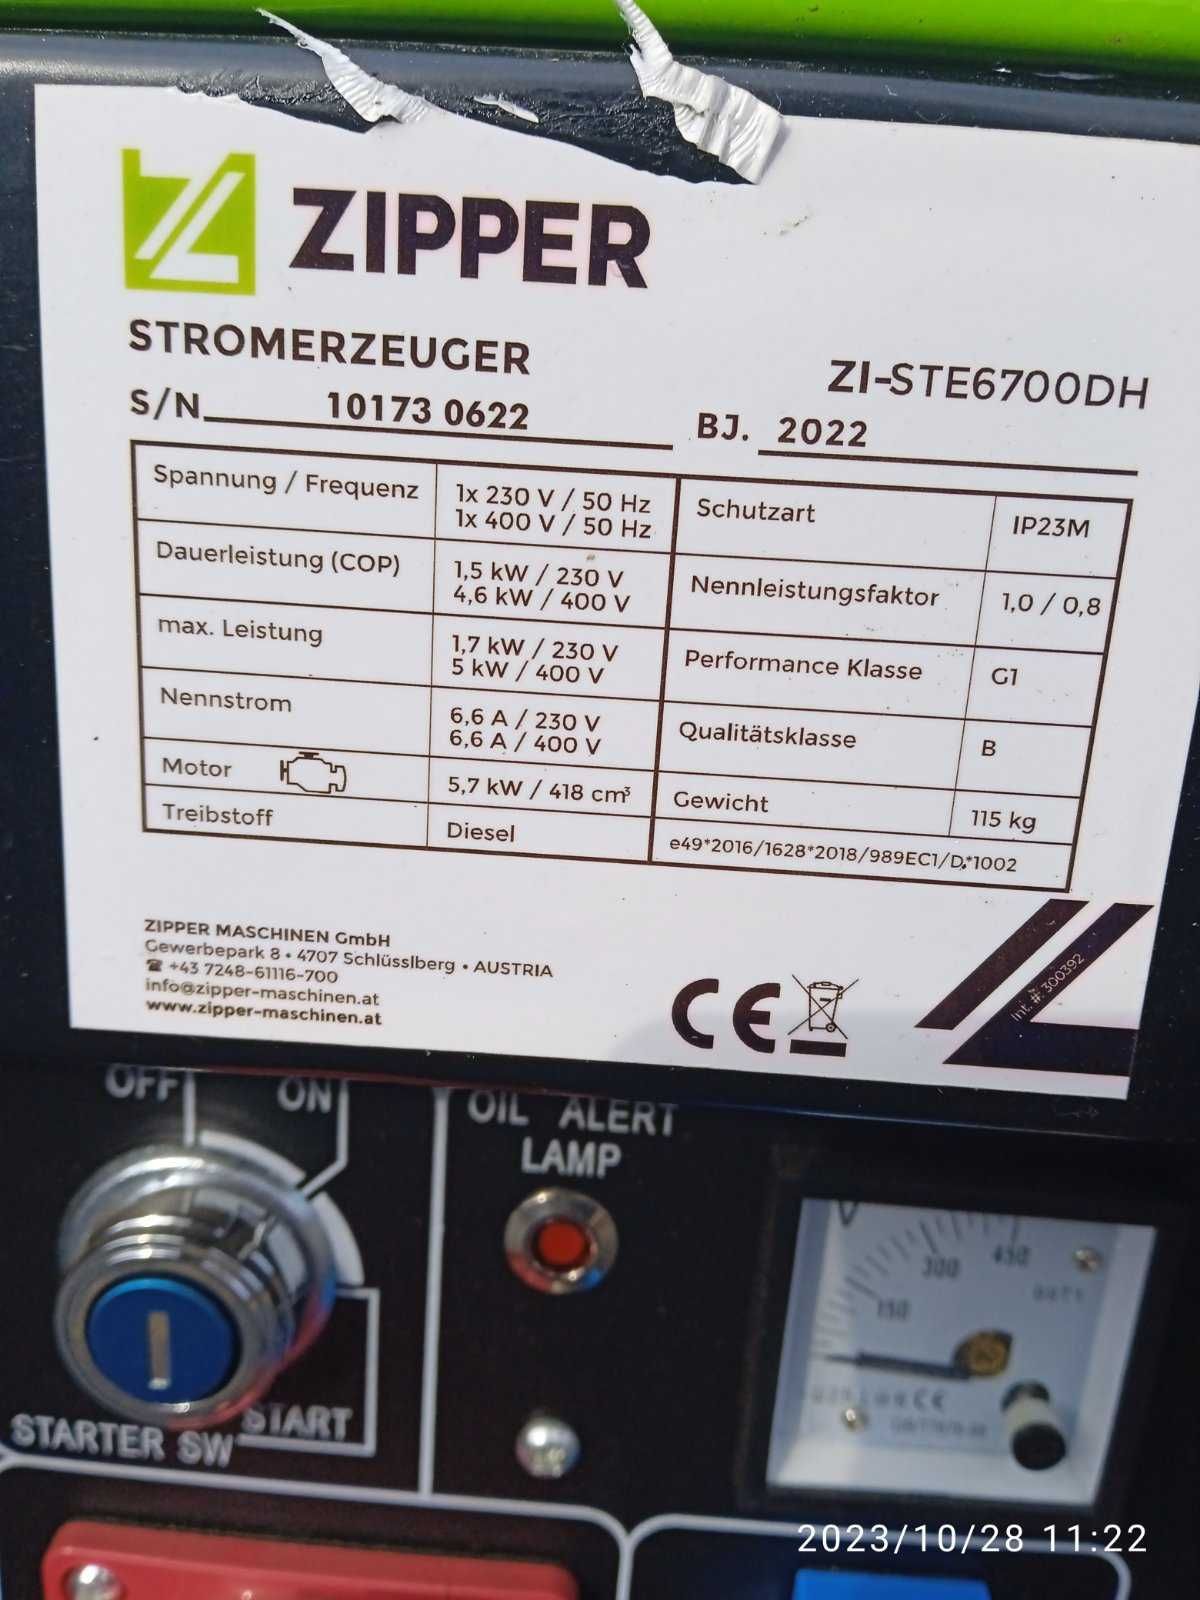 ZIPPER
STROMERZEUGER
ZI-STE6700DH
S/N 10173 0622
BJ. 2022
Spannung / Frequenz
1x 230 V / 50 Hz
1x 400 V / 50 Hz
Schutzart
IP23M
Dauerleistung (COP)
1,5 kW / 230 V
4,6 kW / 400 V
Nennleistungsfaktor
1,0 / 0,8
max. Leistung
1,7 kW / 230 V
5 kW / 400 V
Performance Klasse
G1
Nennstrom
6,6 A / 230 V
6,6 A / 400 V
Qualitätsklasse
B
Motor
5,7 kW / 418 cm³
Gewicht
115 kg
Treibstoff
Diesel
e49*2016/1628*2018/989EC1/D.*1002
ZIPPER MASCHINEN GmbH
Gewerbepark 8 • 4707 Schlüsslberg • AUSTRIA
☎ +43 7248-61116-700
info@zipper-maschinen.at
www.zipper-maschinen.at
CE
Int. #: 300392
OFF
ON
OIL ALERT
LAMP
V
150
300
450
CE
START
STARTER SW
2023/10/28 11:22